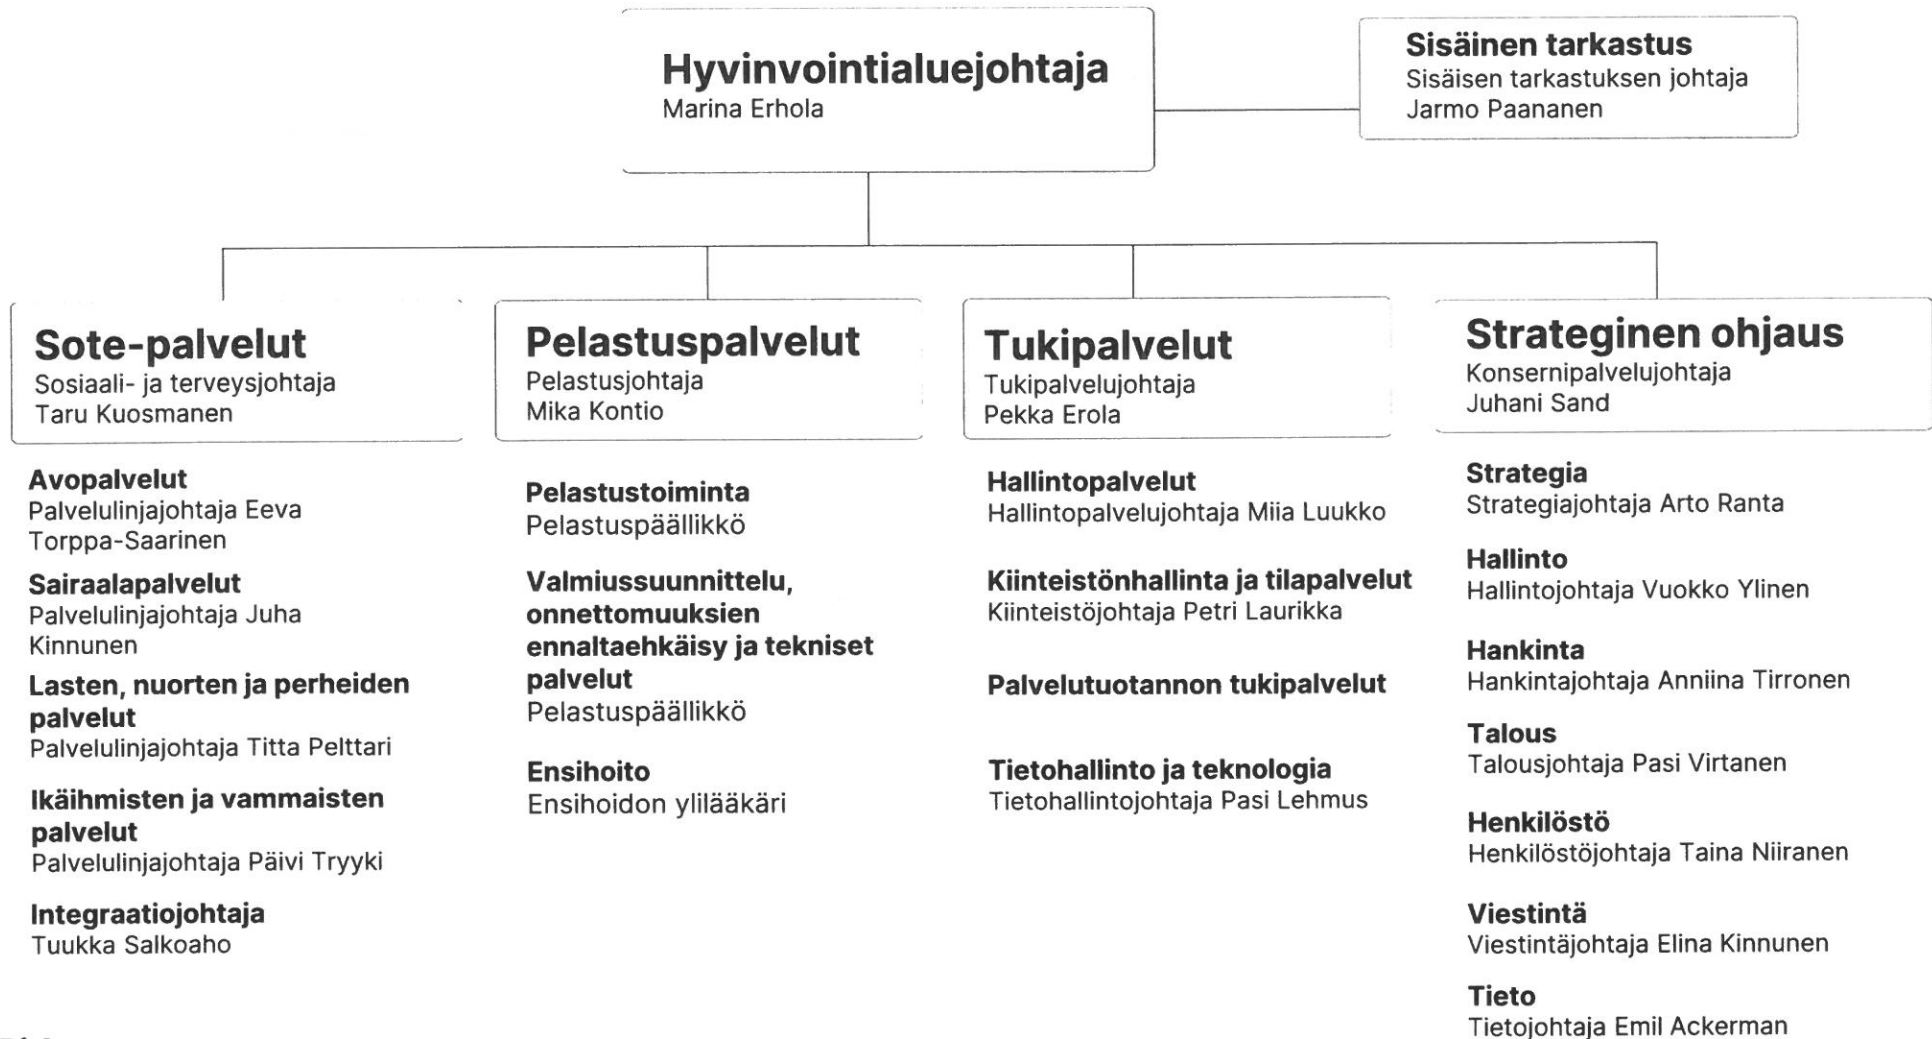 Hyvinvointialuejohtaja
Marina Erhola
Sisäinen tarkastus
Sisäisen tarkastuksen johtaja
Jarmo Paananen
Sote-palvelut
Sosiaali- ja terveysjohtaja
Taru Kuosmanen
Avopalvelut
Palvelulinjajohtaja Eeva
Torppa-Saarinen
Sairaalapalvelut
Palvelulinjajohtaja Juha
Kinnunen
Lasten, nuorten ja perheiden
palvelut
Palvelulinjajohtaja Titta Pelttari
Ikäihmisten ja vammaisten
palvelut
Palvelulinjajohtaja Päivi Tryyki
Integraatiojohtaja
Tuukka Salkoaho
Pelastuspalvelut
Pelastusjohtaja
Mika Kontio
Pelastustoiminta
Pelastuspäällikkö
Valmiussuunnittelu,
onnettomuuksien
ennaltaehkäisy ja tekniset
palvelut
Pelastuspäällikkö
Ensihoito
Ensihoidon ylilääkäri
Tukipalvelut
Tukipalvelujohtaja
Pekka Erola
Hallintopalvelut
Hallintopalvelujohtaja Miia Luukko
Kiinteistönhallinta ja tilapalvelut
Kiinteistöjohtaja Petri Laurikka
Palvelutuotannon tukipalvelut
Tietohallinto ja teknologia
Tietohallintojohtaja Pasi Lehmus
Strateginen ohjaus
Konsernipalvelujohtaja
Juhani Sand
Strategia
Strategiajohtaja Arto Ranta
Hallinto
Hallintojohtaja Vuokko Ylinen
Hankinta
Hankintajohtaja Anniina Tirronen
Talous
Talousjohtaja Pasi Virtanen
Henkilöstö
Henkilöstöjohtaja Taina Niiranen
Viestintä
Viestintäjohtaja Elina Kinnunen
Tieto
Tietojohtaja Emil Ackerman